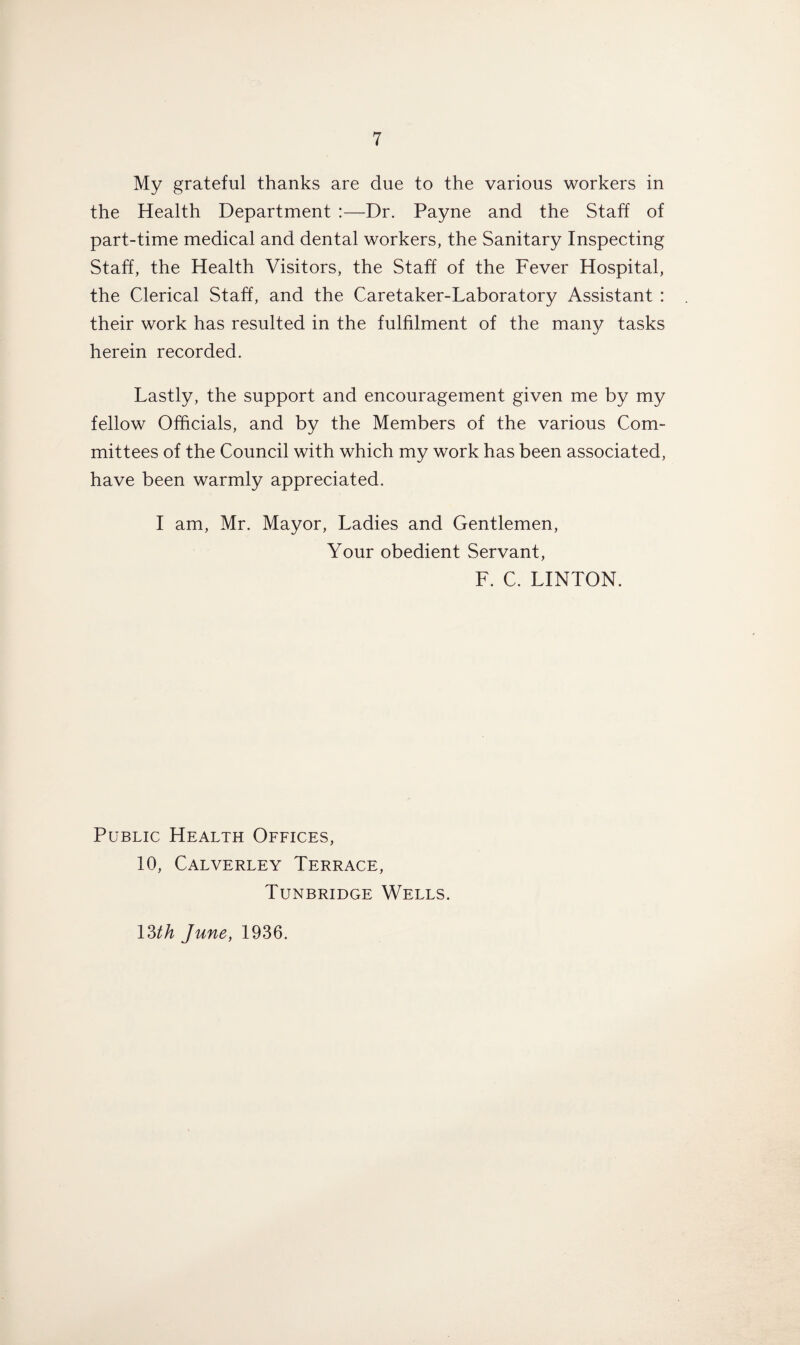 7
My grateful thanks are due to the various workers in
the Health Department :—Dr. Payne and the Staff of
part-time medical and dental workers, the Sanitary Inspecting
Staff, the Health Visitors, the Staff of the Fever Hospital,
the Clerical Staff, and the Caretaker-Laboratory Assistant :
their work has resulted in the fulfilment of the many tasks
herein recorded.
Lastly, the support and encouragement given me by my
fellow Officials, and by the Members of the various Com-
mittees of the Council with which my work has been associated,
have been warmly appreciated.
I am, Mr. Mayor, Ladies and Gentlemen,
Your obedient Servant,
F. C. LINTON.
Public Health Offices,
10, Calverley Terrace,
Tunbridge Wells.
13th June, 1936.